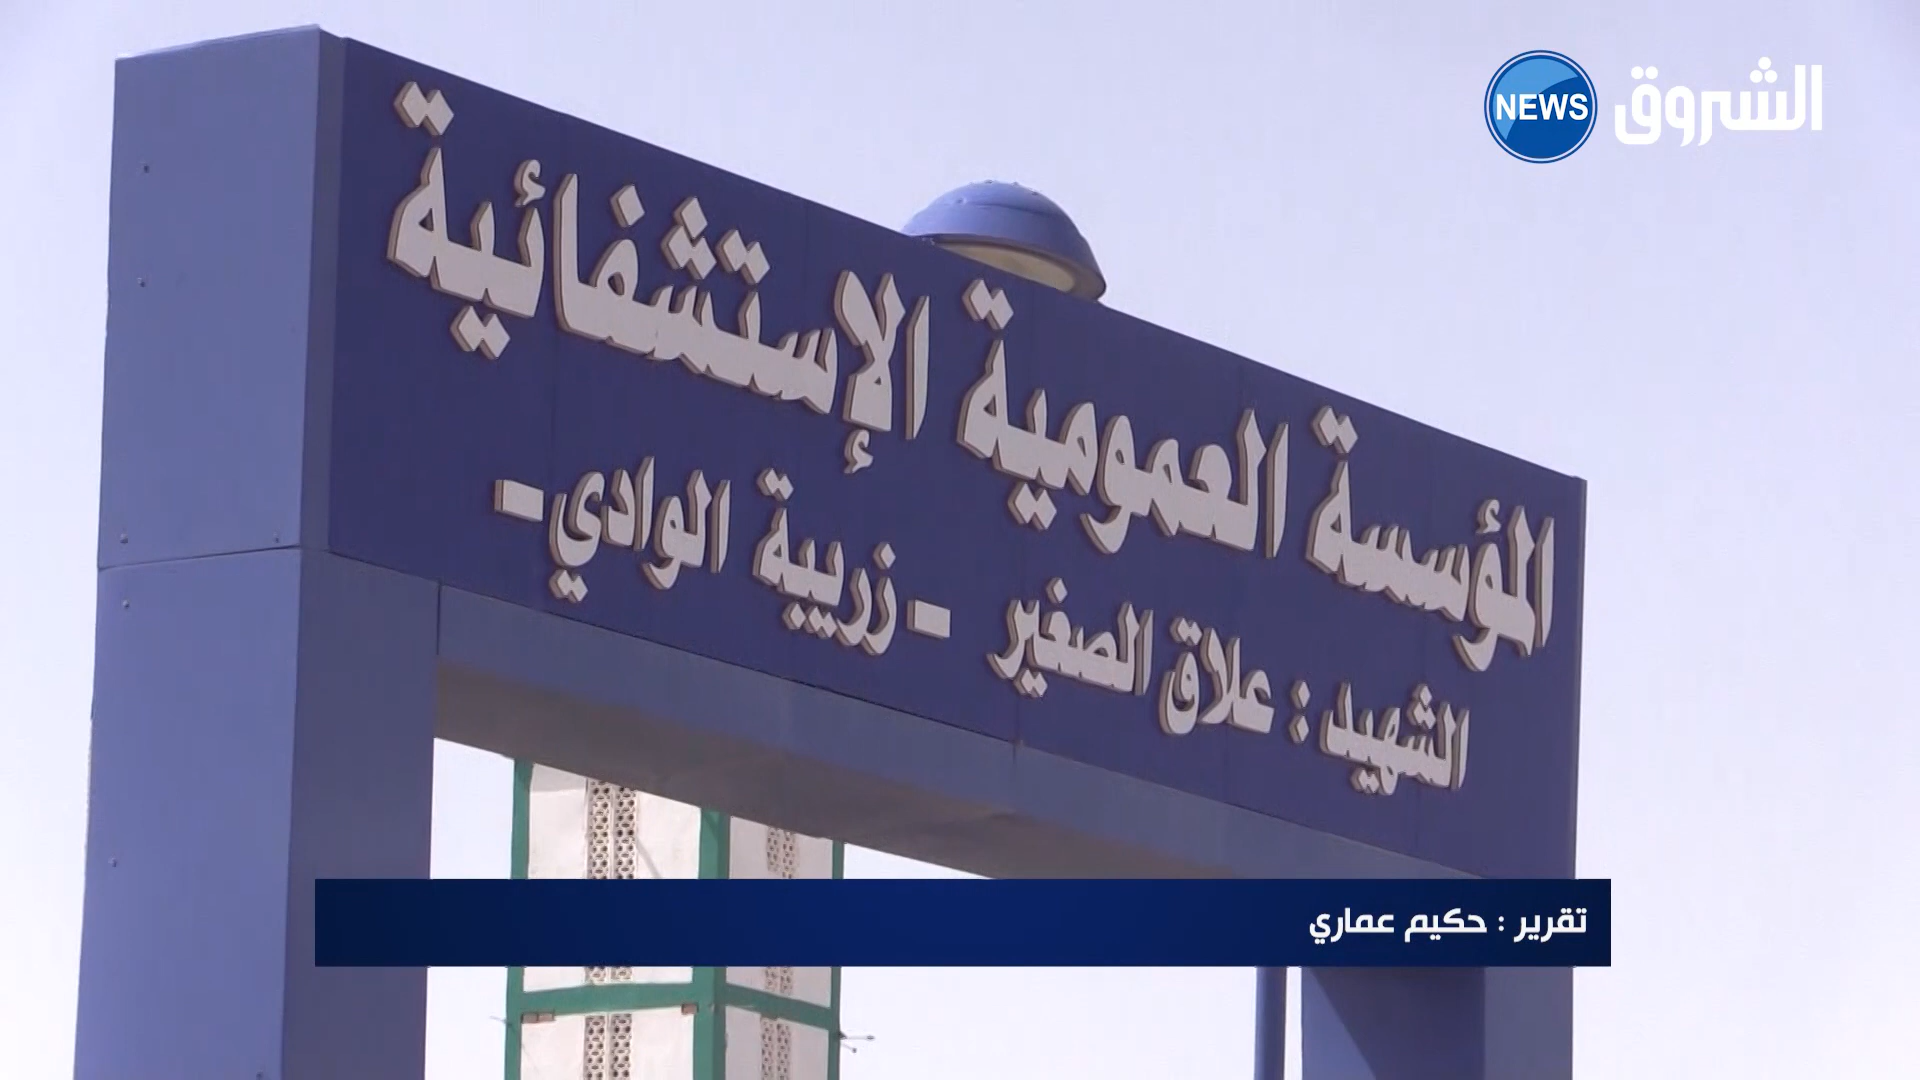 NEWS الشروق
المؤسسة العمومية الإستشفائية
الشهيد : علاق الصغير - زريبة الوادي -
تقرير : حكيم عماري